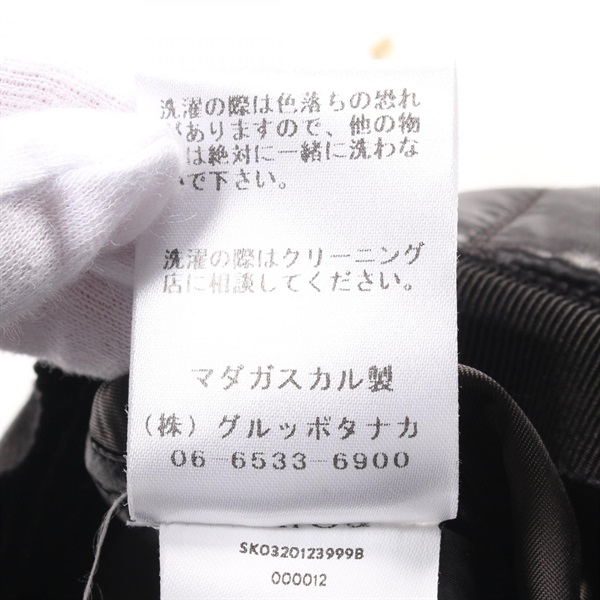 洗濯の際は色落ちの恐れ
がありますので、他の物
は絶対に一緒に洗わな
で下さい。
洗濯の際はクリーニング
店に相談してください。
マダガスカル製
(株)グルッポタナカ
06-6533-6900
SK0320123999B
000012